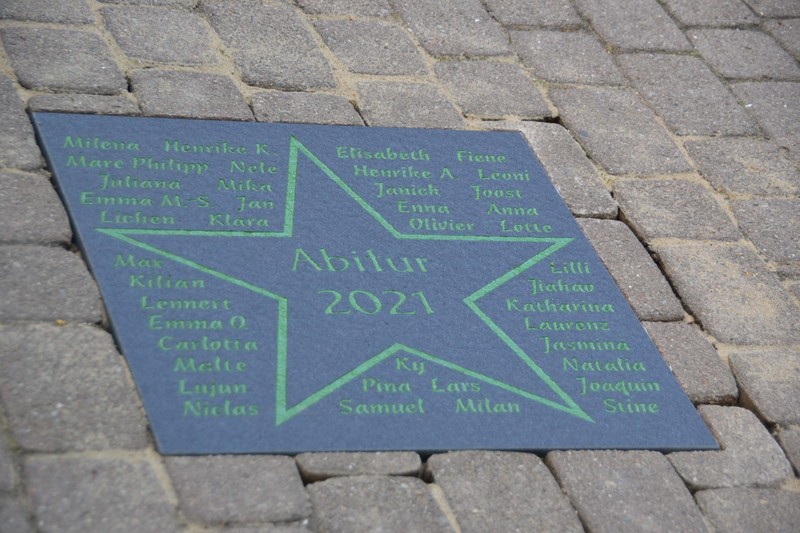 Milena Henrike K.
Marc Philipp Nele
Juliana Mika
Emma M.-S. Jan
Lichen Klara
Elisabeth Fiene
Henrike A. Leoni
Janick Joost
Enna Anna
Olivier Lotte
Max
Kilian
Lennert
Emma O.
Carlotta
Malte
Lujun
Niclas
Abitur
2021
Lilli
Jiahao
Katharina
Laurenz
Jasmina
Natalia
Joaquin
Stine
Ky
Pina Lars
Samuel Milan